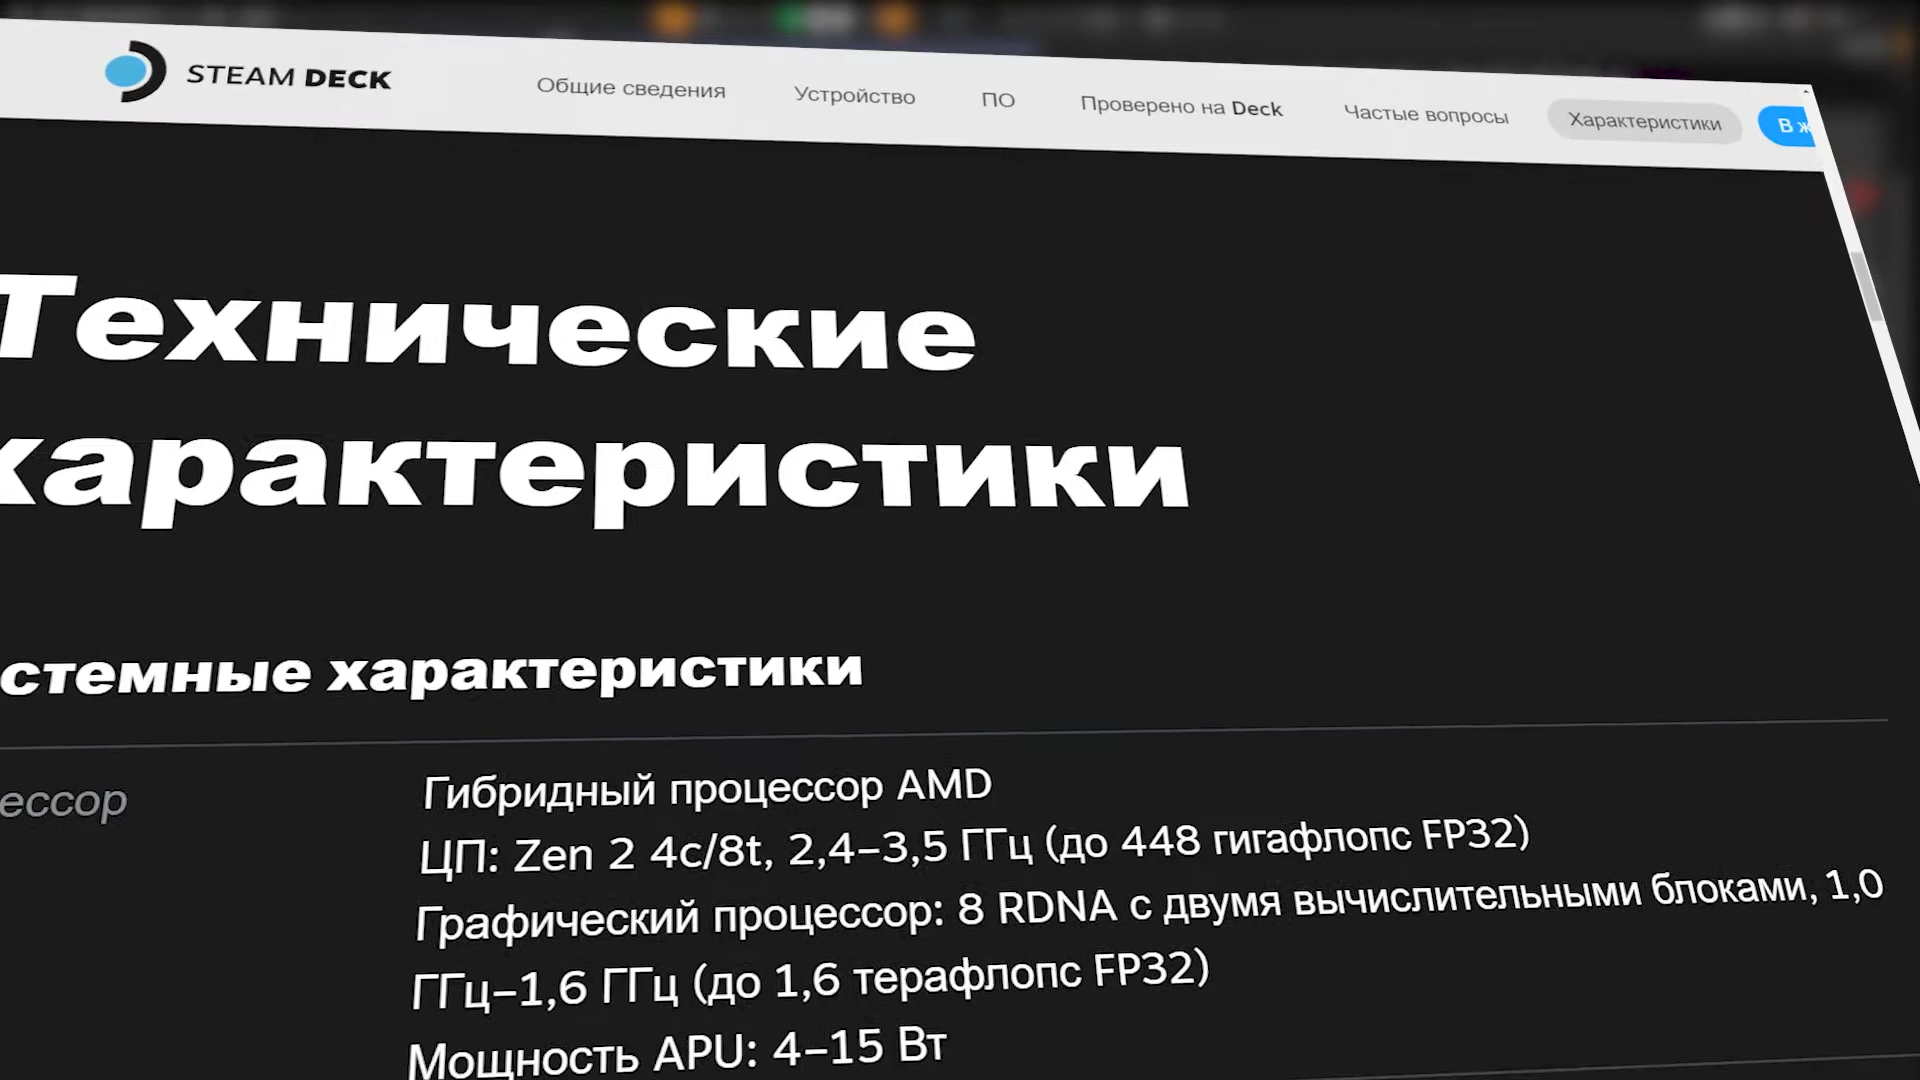 STEAM DECK
Общие сведения
Устройство
ПО
Проверено на Deck
Частые вопросы
Характеристики
В ж
Технические
характеристики
стемные характеристики
ессор
Гибридный процессор AMD
ЦП: Zen 2 4c/8t, 2,4–3,5 ГГц (до 448 гигафлопс FP32)
Графический процессор: 8 RDNA с двумя вычислительными блоками, 1,0
ГГц–1,6 ГГц (до 1,6 терафлопс FP32)
Мощность APU: 4–15 Вт